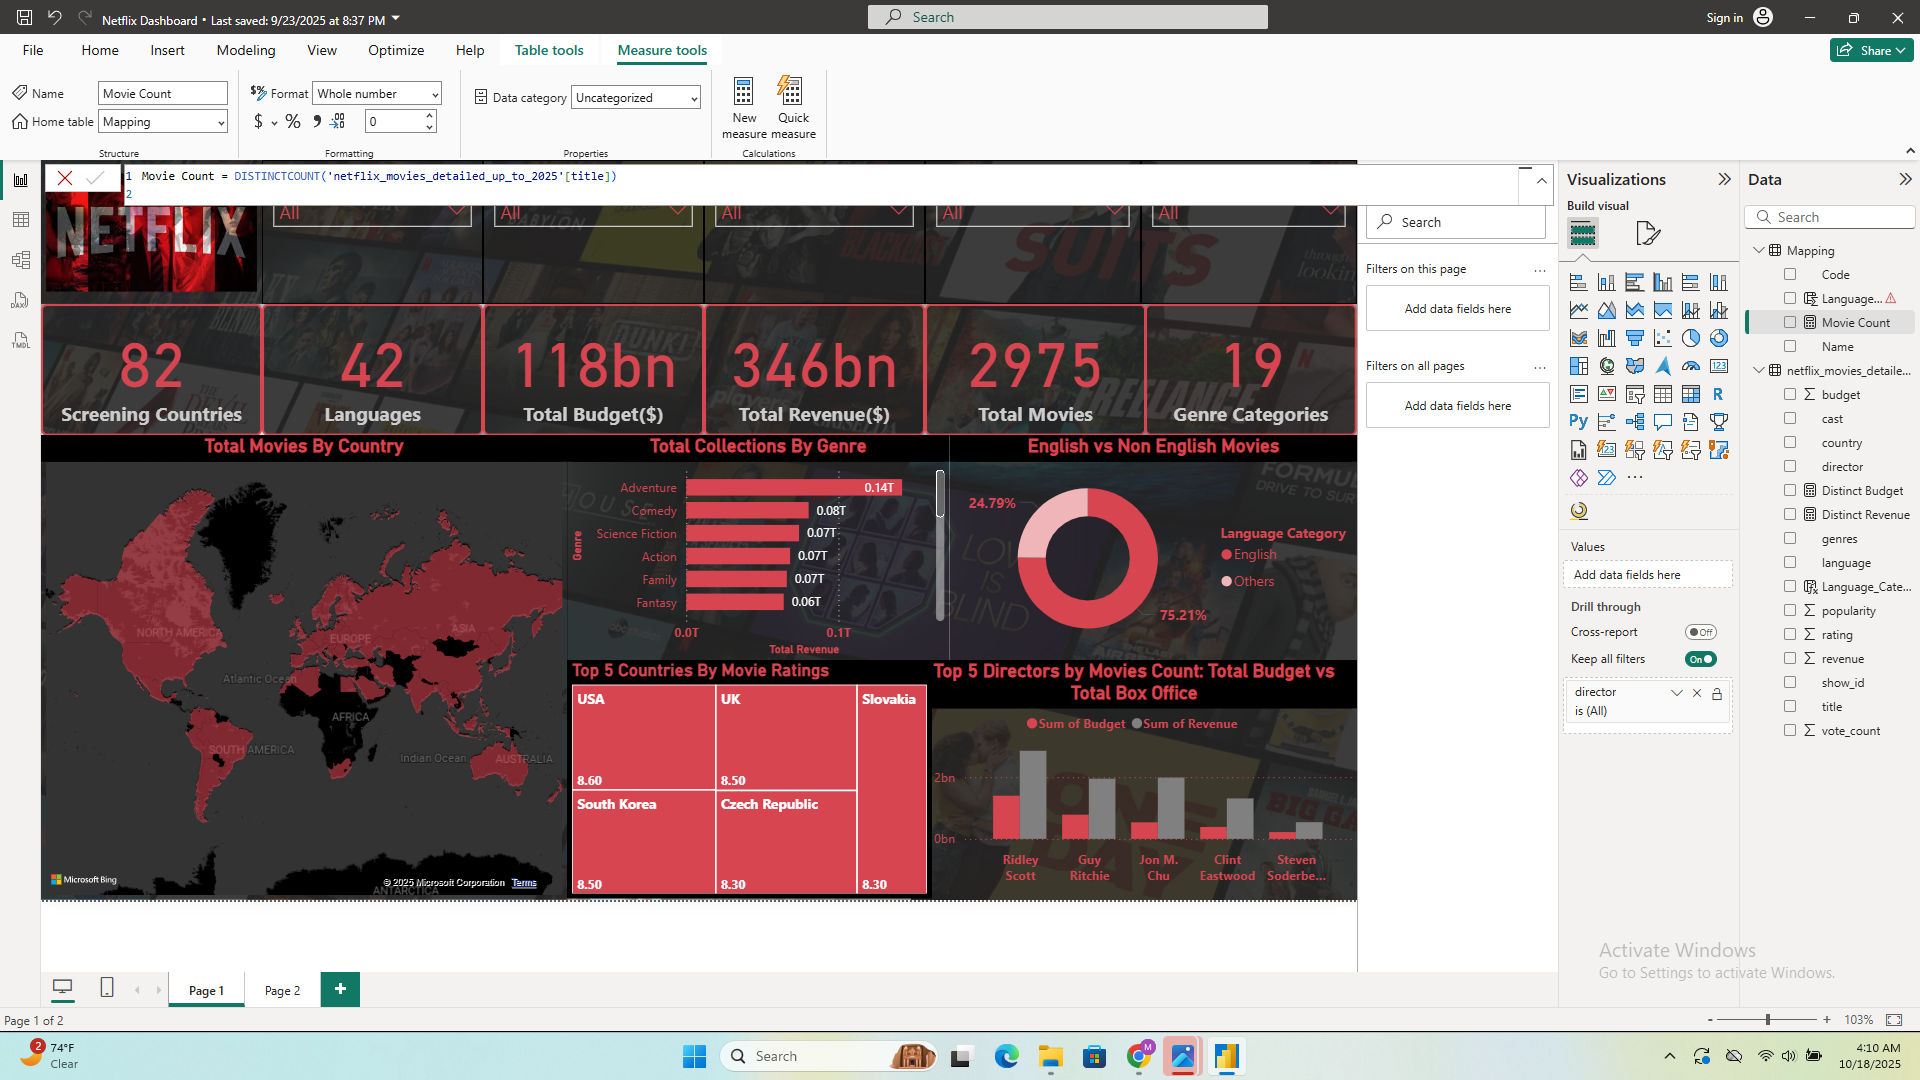 Netflix Dashboard • Last saved: 9/23/2025 at 8:37 PM
Search
Sign in
File Home Insert Modeling View Optimize Help Table tools Measure tools
Share
Name Movie Count
Home table Mapping
Structure
Format Whole number
$ % 0
Formatting
Data category Uncategorized
Properties
New measure
Quick measure
Calculations
1 Movie Count = DISTINCTCOUNT('netflix_movies_detailed_up_to_2025'[title])
2
NETFLIX
All All All All All
SUITS
82
Screening Countries
42
Languages
118bn
Total Budget($)
346bn
Total Revenue($)
2975
Total Movies
19
Genre Categories
Total Movies By Country
NORTH AMERICA
EUROPE
ASIA
Atlantic Ocean
AFRICA
SOUTH AMERICA
Indian Ocean
AUSTRALIA
ANTARCTICA
Microsoft Bing
© 2025 Microsoft Corporation Terms
Total Collections By Genre
Genre
Adventure 0.14T
Comedy 0.08T
Science Fiction 0.07T
Action 0.07T
Family 0.07T
Fantasy 0.06T
0.0T 0.1T
Total Revenue
English vs Non English Movies
24.79%
75.21%
Language Category
English
Others
Top 5 Countries By Movie Ratings
USA
8.60
UK
8.50
Slovakia
8.30
South Korea
8.50
Czech Republic
8.30
Top 5 Directors by Movies Count: Total Budget vs
Total Box Office
Sum of Budget Sum of Revenue
2bn
0bn
Ridley Scott
Guy Ritchie
Jon M. Chu
Clint Eastwood
Steven Soderbe...
Search
Filters on this page ...
Add data fields here
Filters on all pages ...
Add data fields here
Visualizations
Build visual
123
R
Py
123
...
Values
Add data fields here
Drill through
Cross-report Off
Keep all filters On
director
is (All)
Data
Search
Mapping
Code
Language...
Movie Count
Name
netflix_movies_detaile...
budget
cast
country
director
Distinct Budget
Distinct Revenue
genres
language
Language_Cate...
popularity
rating
revenue
show_id
title
vote_count
Activate Windows
Go to Settings to activate Windows.
Page 1 Page 2 +
Page 1 of 2
- + 103%
2
74°F
Clear
Search
M
4:10 AM
10/18/2025